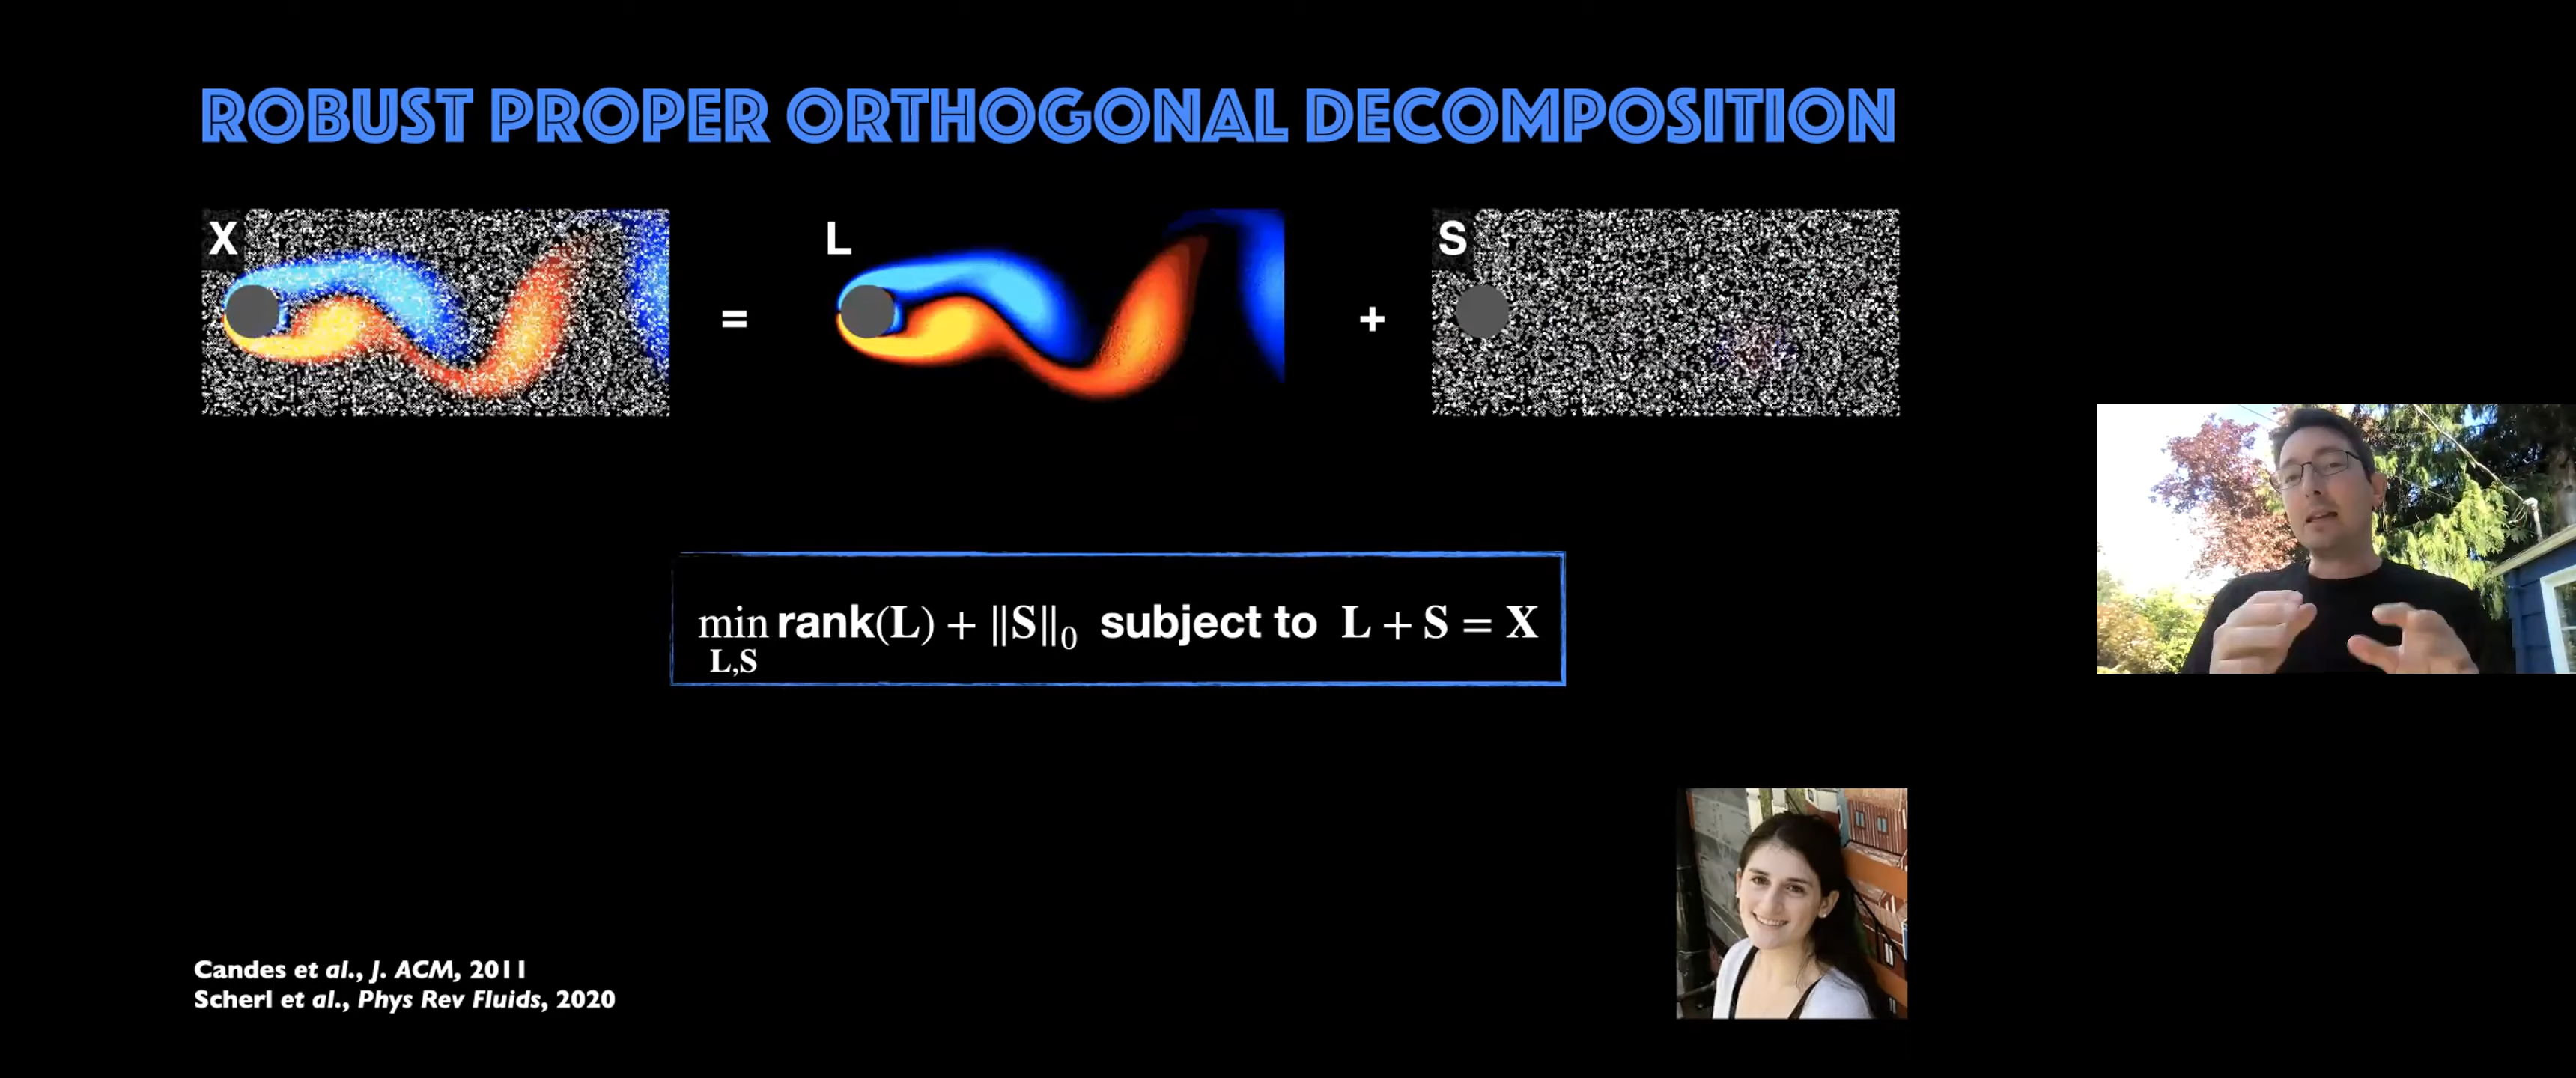 ROBUST PROPER ORTHOGONAL DECOMPOSITION
X = L + S
min rank(L) + ‖S‖₀ subject to L + S = X
L,S
Candes et al., J. ACM, 2011
Scherl et al., Phys Rev Fluids, 2020